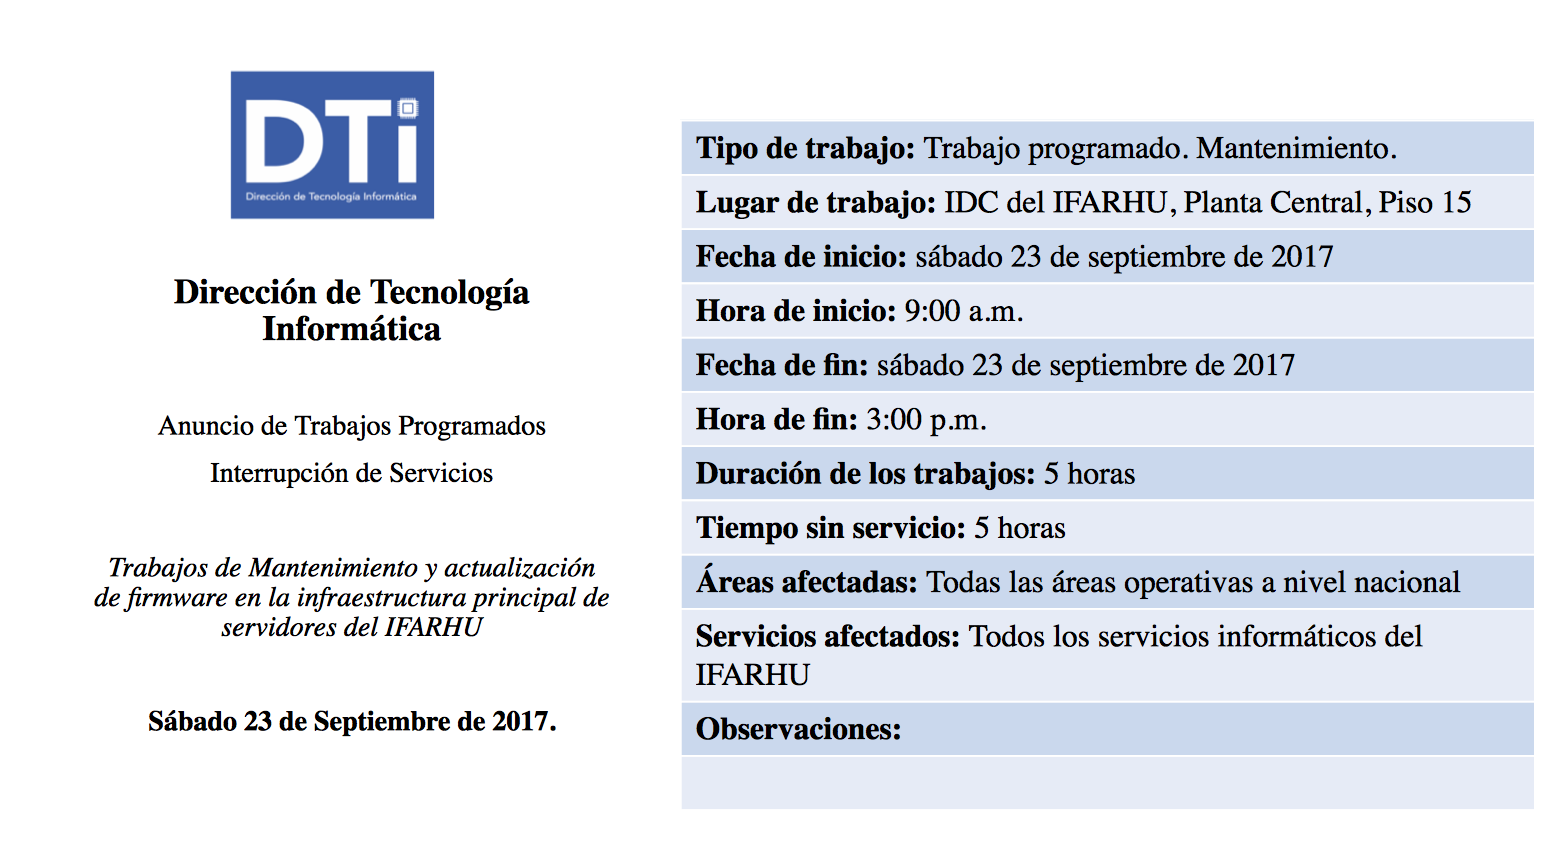 DTi
Dirección de Tecnología Informática
Dirección de Tecnología
Informática
Anuncio de Trabajos Programados
Interrupción de Servicios
Trabajos de Mantenimiento y actualización
de firmware en la infraestructura principal de
servidores del IFARHU
Sábado 23 de Septiembre de 2017.
Tipo de trabajo: Trabajo programado. Mantenimiento.
Lugar de trabajo: IDC del IFARHU, Planta Central, Piso 15
Fecha de inicio: sábado 23 de septiembre de 2017
Hora de inicio: 9:00 a.m.
Fecha de fin: sábado 23 de septiembre de 2017
Hora de fin: 3:00 p.m.
Duración de los trabajos: 5 horas
Tiempo sin servicio: 5 horas
Áreas afectadas: Todas las áreas operativas a nivel nacional
Servicios afectados: Todos los servicios informáticos del
IFARHU
Observaciones: